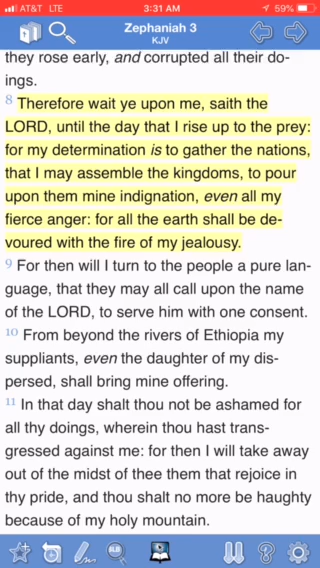 AT&T LTE 3:31 AM 59%
Zephaniah 3
KJV
they rose early, and corrupted all their do-
ings.
8 Therefore wait ye upon me, saith the
LORD, until the day that I rise up to the prey:
for my determination is to gather the nations,
that I may assemble the kingdoms, to pour
upon them mine indignation, even all my
fierce anger: for all the earth shall be de-
voured with the fire of my jealousy.
9 For then will I turn to the people a pure lan-
guage, that they may all call upon the name
of the LORD, to serve him with one consent.
10 From beyond the rivers of Ethiopia my
suppliants, even the daughter of my dis-
persed, shall bring mine offering.
11 In that day shalt thou not be ashamed for
all thy doings, wherein thou hast trans-
gressed against me: for then I will take away
out of the midst of thee them that rejoice in
thy pride, and thou shalt no more be haughty
because of my holy mountain.
BLB